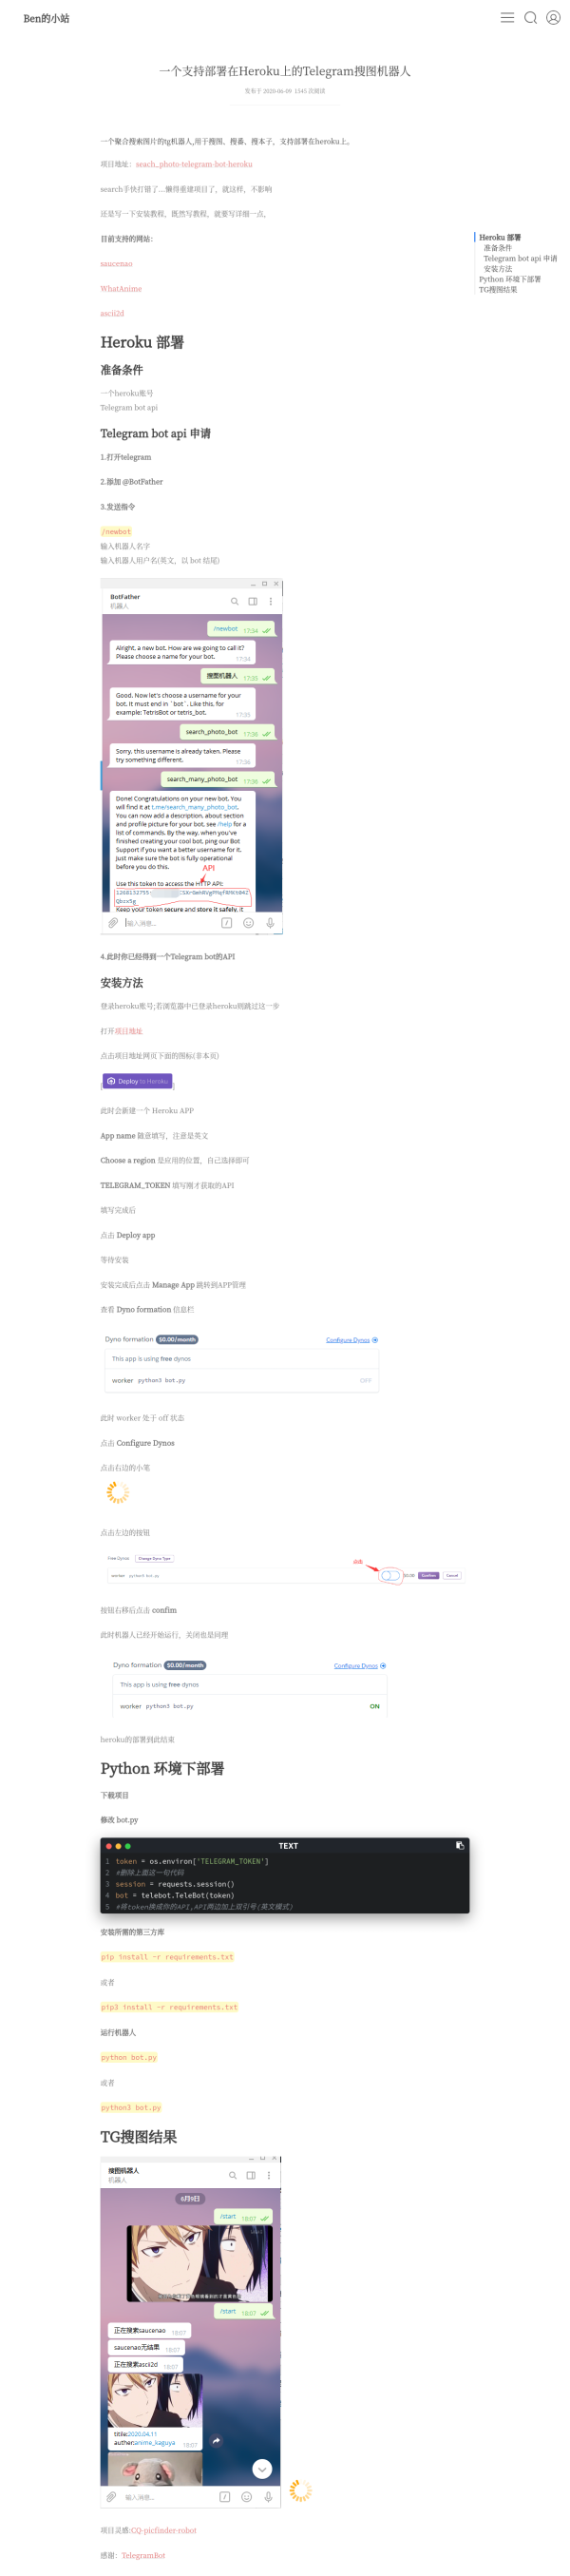 Ben的小站
一个支持部署在Heroku上的Telegram搜图机器人
发布于 2020-06-09 1545 次阅读
一个聚合搜索图片的tg机器人,用于搜图、搜番、搜本子，支持部署在heroku上。
项目地址：seach_photo-telegram-bot-heroku
search手快打错了...懒得重建项目了，就这样，不影响
还是写一下安装教程，既然写教程，就要写详细一点，
目前支持的网站：
saucenao
WhatAnime
ascii2d
Heroku 部署
准备条件
Telegram bot api 申请
安装方法
Python 环境下部署
TG搜图结果
Heroku 部署
准备条件
一个heroku账号
Telegram bot api
Telegram bot api 申请
1.打开telegram
2.添加 @BotFather
3.发送指令
/newbot
输入机器人名字
输入机器人用户名(英文，以 bot 结尾)
BotFather
机器人
/newbot 17:34
Alright, a new bot. How are we going to call it?
Please choose a name for your bot.
17:34
搜图机器人 17:35
Good. Now let's choose a username for your
bot. It must end in `bot`. Like this, for
example: TetrisBot or tetris_bot.
17:35
search_photo_bot 17:36
Sorry, this username is already taken. Please
try something different.
17:36
search_many_photo_bot 17:36
Done! Congratulations on your new bot. You
will find it at t.me/search_many_photo_bot.
You can now add a description, about section
and profile picture for your bot, see /help for a
list of commands. By the way, when you've
finished creating your cool bot, ping our Bot
Support if you want a better username for it.
Just make sure the bot is fully operational
before you do this.
API
Use this token to access the HTTP API:
Keep your token secure and store it safely, it
输入消息...
4.此时你已经得到一个Telegram bot的API
安装方法
登录heroku账号;若浏览器中已登录heroku则跳过这一步
打开项目地址
点击项目地址网页下面的图标(非本页)
Deploy to Heroku
此时会新建一个 Heroku APP
App name 随意填写，注意是英文
Choose a region 是应用的位置，自己选择即可
TELEGRAM_TOKEN 填写刚才获取的API
填写完成后
点击 Deploy app
等待安装
安装完成后点击 Manage App 跳转到APP管理
查看 Dyno formation 信息栏
Dyno formation $0.00/month Configure Dynos
This app is using free dynos
worker python3 bot.py OFF
此时 worker 处于 off 状态
点击 Configure Dynos
点击右边的小笔
点击左边的按钮
Free Dynos Change Dyno Type
worker python3 bot.py $0.00 Confirm Cancel
按钮右移后点击 confim
此时机器人已经开始运行，关闭也是同理
Dyno formation $0.00/month Configure Dynos
This app is using free dynos
worker python3 bot.py ON
heroku的部署到此结束
Python 环境下部署
下载项目
修改 bot.py
TEXT
1 token = os.environ['TELEGRAM_TOKEN']
2 #删除上面这一句代码
3 session = requests.session()
4 bot = telebot.TeleBot(token)
5 #将token换成你的API,API两边加上双引号(英文模式)
安装所需的第三方库
pip install -r requirements.txt
或者
pip3 install -r requirements.txt
运行机器人
python bot.py
或者
python3 bot.py
TG搜图结果
搜图机器人
机器人
6月9日
/start 18:07
/start 18:07
正在搜索saucenao 18:07
saucenao无结果 18:07
正在搜索ascii2d 18:07
titile:2020.04.11
auther:anime_kaguya
18:07
输入消息...
项目灵感:CQ-picfinder-robot
感谢：TelegramBot